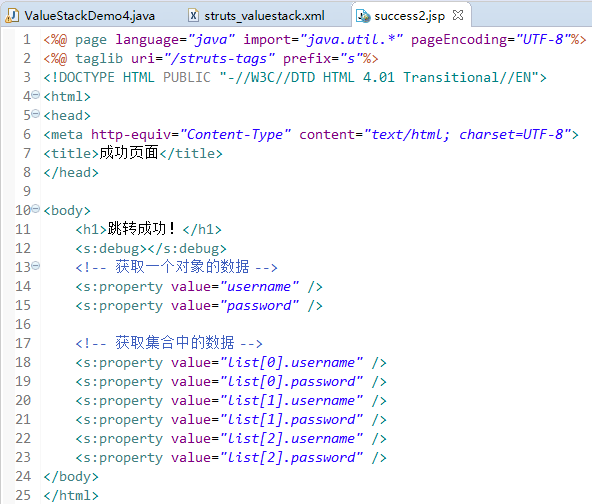 ValueStackDemo4.java struts_valuestack.xml success2.jsp
1 <%@ page language="java" import="java.util.*" pageEncoding="UTF-8"%>
2 <%@ taglib uri="/struts-tags" prefix="s"%>
3 <!DOCTYPE HTML PUBLIC "-//W3C//DTD HTML 4.01 Transitional//EN">
4 <html>
5 <head>
6 <meta http-equiv="Content-Type" content="text/html; charset=UTF-8">
7 <title>成功页面</title>
8 </head>
9
10 <body>
11 <h1>跳转成功！</h1>
12 <s:debug></s:debug>
13 <!-- 获取一个对象的数据 -->
14 <s:property value="username" />
15 <s:property value="password" />
16
17 <!-- 获取集合中的数据 -->
18 <s:property value="list[0].username" />
19 <s:property value="list[0].password" />
20 <s:property value="list[1].username" />
21 <s:property value="list[1].password" />
22 <s:property value="list[2].username" />
23 <s:property value="list[2].password" />
24 </body>
25 </html>